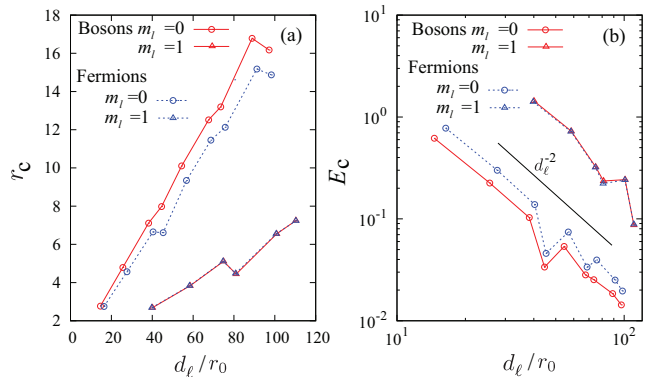 Bosons m_l =0
m_l =1
(a)
Fermions
m_l =0
m_l =1
r_c
18
16
14
12
10
8
6
4
2
0 20 40 60 80 100 120
d_ℓ/r_0
Bosons m_l =0
m_l =1
(b)
Fermions
m_l =0
m_l =1
d_ℓ^{-2}
E_c
10^1
10^0
10^{-1}
10^{-2}
10^1 10^2
d_ℓ/r_0